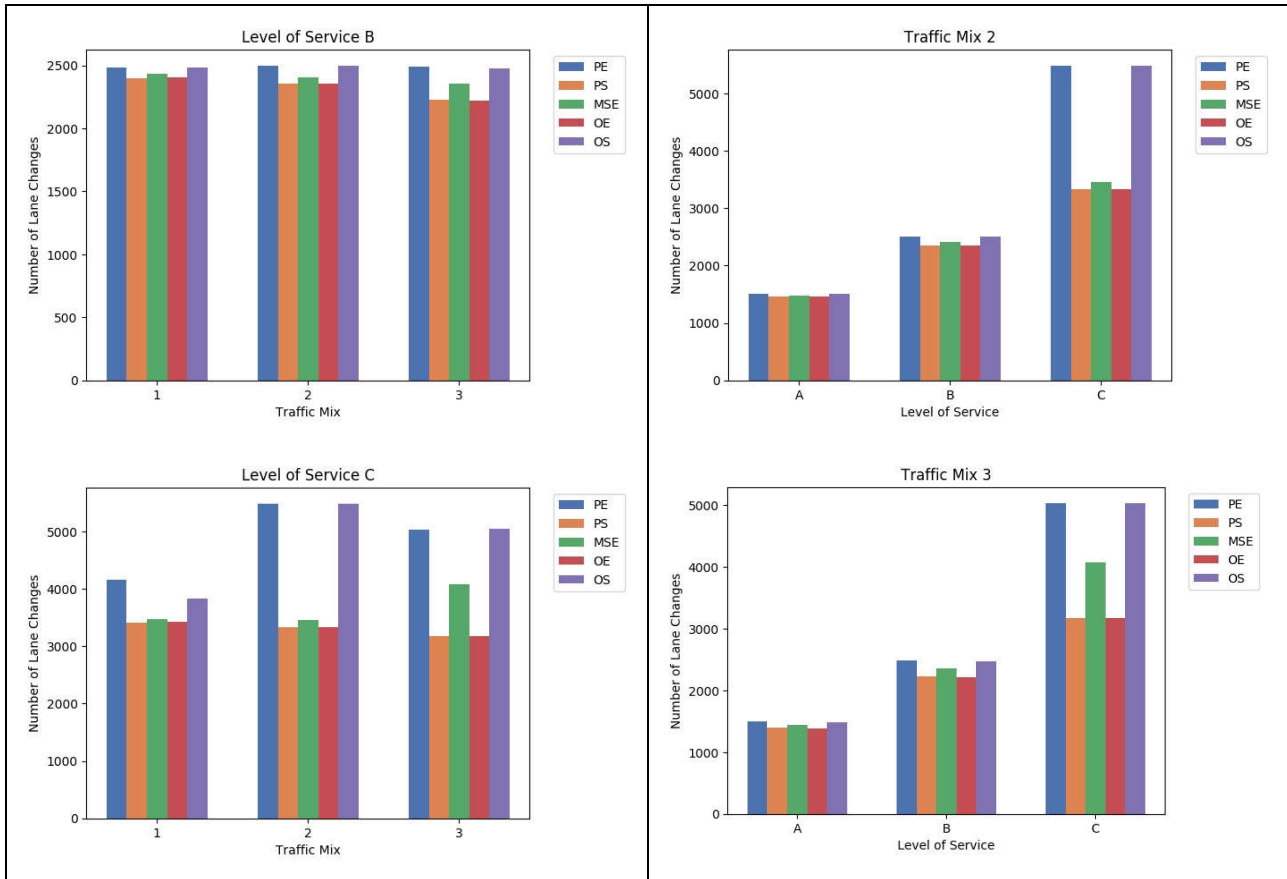 Level of Service B
Number of Lane Changes
2500
2000
1500
1000
500
0
1 2 3
Traffic Mix
PE
PS
MSE
OE
OS
Traffic Mix 2
Number of Lane Changes
5000
4000
3000
2000
1000
0
A B C
Level of Service
PE
PS
MSE
OE
OS
Level of Service C
Number of Lane Changes
5000
4000
3000
2000
1000
0
1 2 3
Traffic Mix
PE
PS
MSE
OE
OS
Traffic Mix 3
Number of Lane Changes
5000
4000
3000
2000
1000
0
A B C
Level of Service
PE
PS
MSE
OE
OS